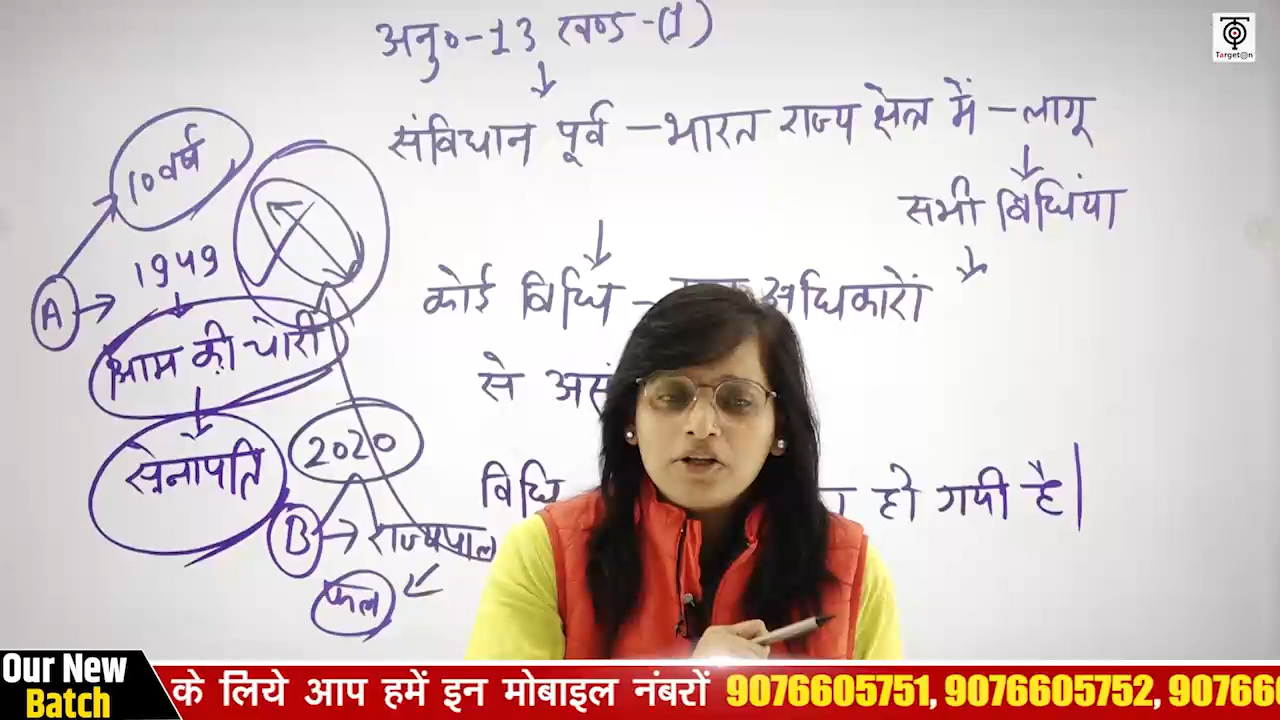 अनु०-13 खण्ड-(1)
Target@n
संविधान पूर्व - भारत राज्य क्षेत्र में - लागू
सभी विधियां
10 वर्ष
1949
A
आम की चोरी
सेनापति
कोई विधि - अधिकारों
से
2020
B राज्यपाल
फल
विधि हो गयी है|
Our New
Batch
के लिये आप हमें इन मोबाइल नंबरों 9076605751, 9076605752, 90766